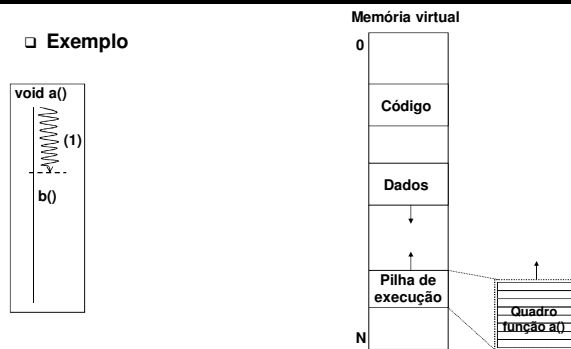 ❑ Exemplo
void a()
(1)
b()
Memória virtual
0
Código
Dados
Pilha de
execução
N
Quadro
função a()